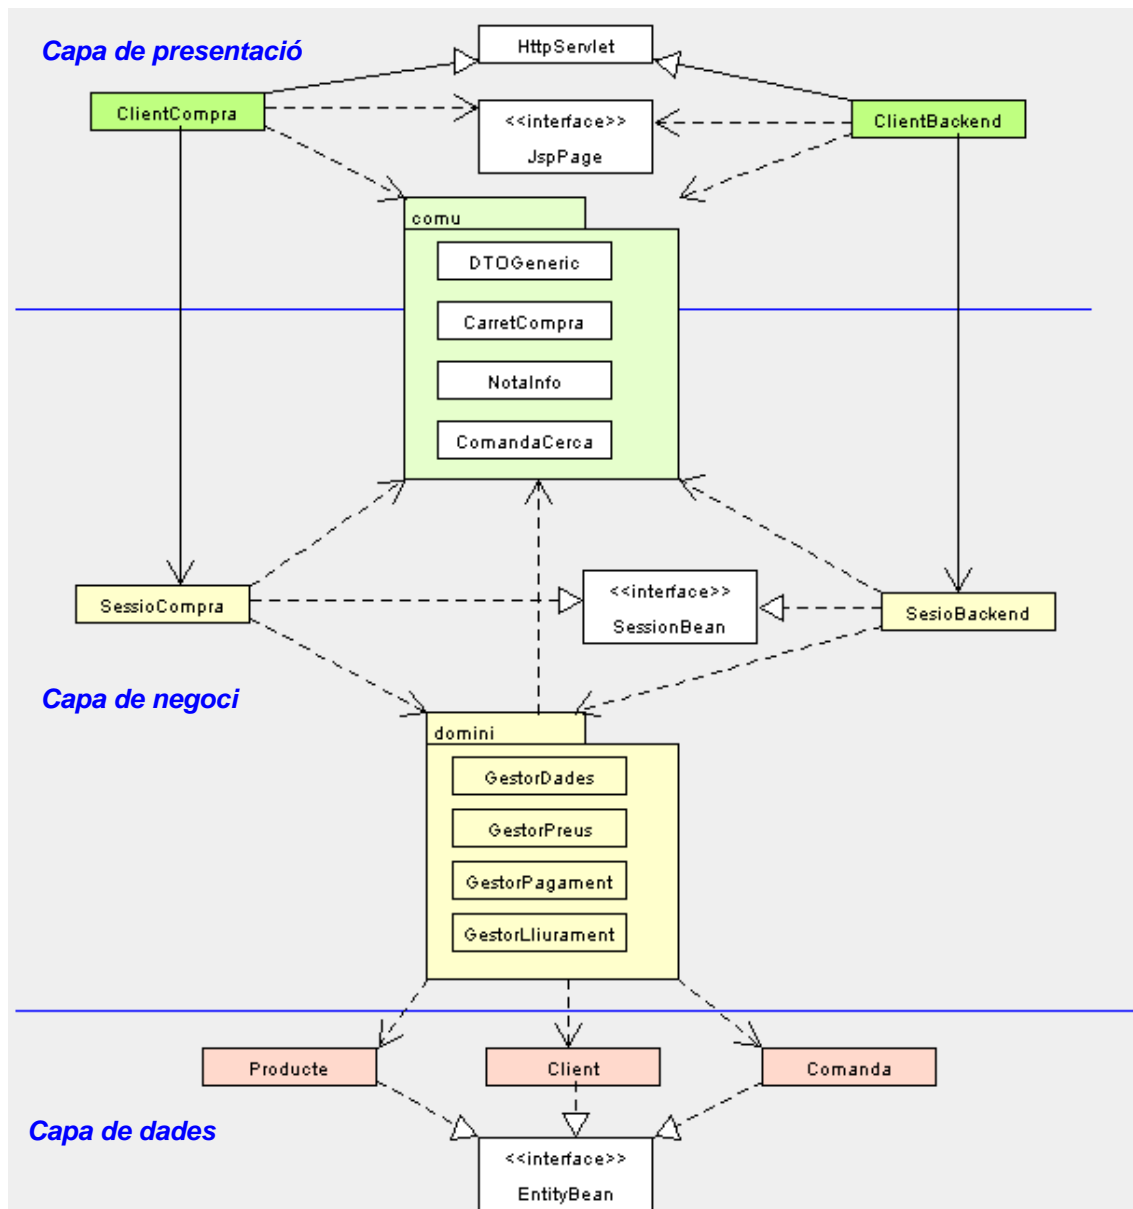 Capa de presentació
HttpServlet
ClientCompra
<<interface>>
JspPage
ClientBackend
comu
DTOGeneric
CarretCompra
NotaInfo
ComandaCerca
SessioCompra
<<interface>>
SessionBean
SesioBackend
Capa de negoci
domini
GestorDades
GestorPreus
GestorPagament
GestorLliurament
Producte
Client
Comanda
Capa de dades
<<interface>>
EntityBean